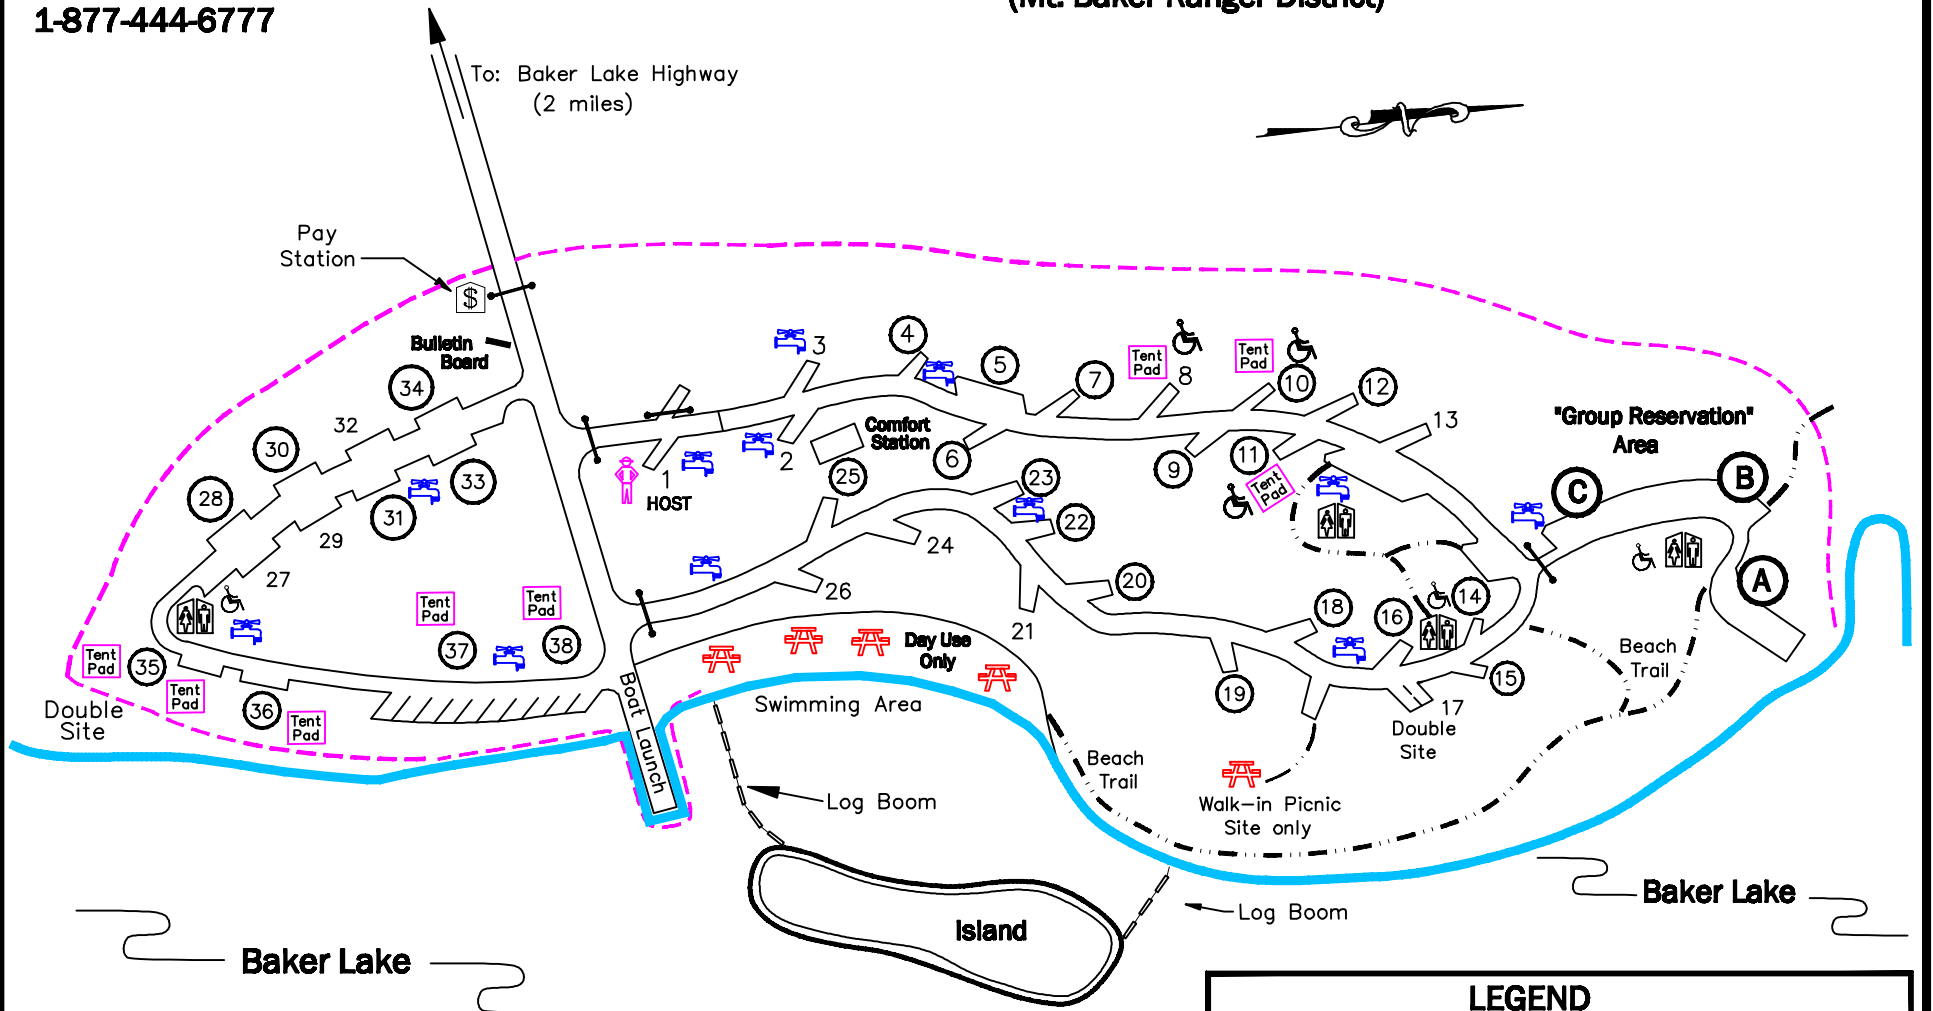 (Mt. Baker Ranger District)
1-877-444-6777
To: Baker Lake Highway
(2 miles)
Pay
Station
$
Bulletin
Board
34
32
30
28
33
31
29
27
3
4
5
7
Tent
Pad
8
Tent
Pad
10
12
13
"Group Reservation"
Area
C
B
A
1
HOST
2
Comfort
Station
25
6
9
11
Tent
Pad
23
22
24
26
21
20
18
16
14
19
17
15
Double
Site
Tent
Pad
37
Tent
Pad
38
Tent
Pad
35
Tent
Pad
36
Tent
Pad
Double
Site
Boat Launch
Day Use
Only
Swimming Area
Beach
Trail
Beach
Trail
Walk-in Picnic
Site only
Log Boom
Log Boom
Island
Baker Lake
Baker Lake
LEGEND